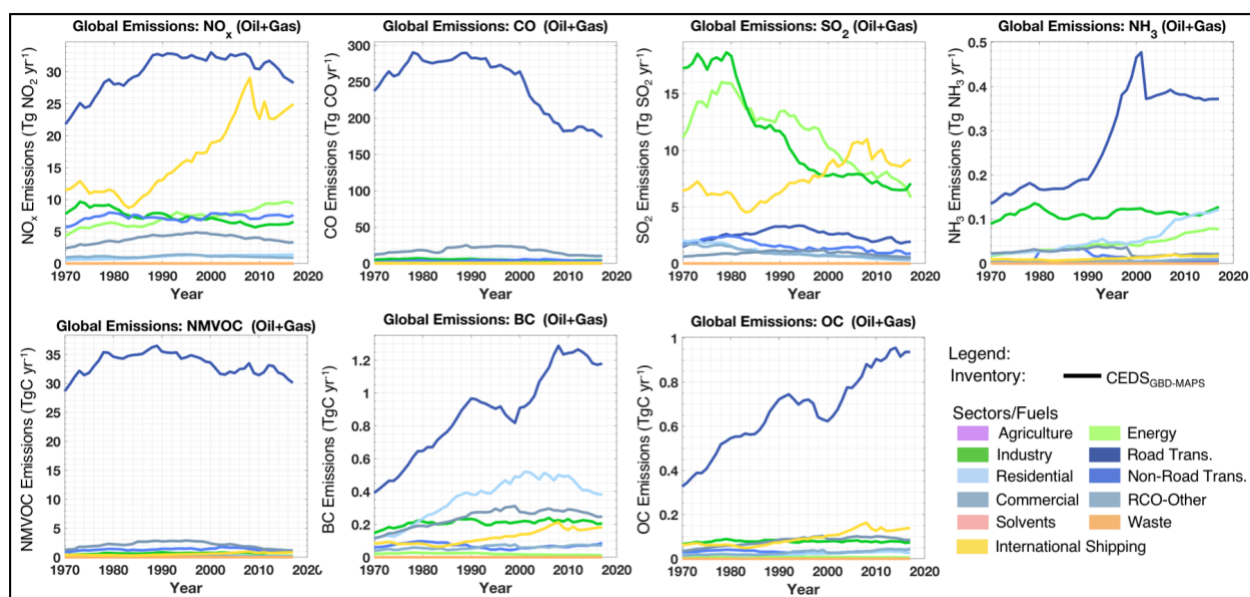 Global Emissions: NOx (Oil+Gas)
NOx Emissions (Tg NO2 yr-1)
30
25
20
15
10
5
0
1970 1980 1990 2000 2010 2020
Year
Global Emissions: CO (Oil+Gas)
CO Emissions (Tg CO yr-1)
300
250
200
150
100
50
0
1970 1980 1990 2000 2010 2020
Year
Global Emissions: SO2 (Oil+Gas)
SO2 Emissions (Tg SO2 yr-1)
15
10
5
0
1970 1980 1990 2000 2010 2020
Year
Global Emissions: NH3 (Oil+Gas)
NH3 Emissions (Tg NH3 yr-1)
0.5
0.4
0.3
0.2
0.1
0
1970 1980 1990 2000 2010 2020
Year
Global Emissions: NMVOC (Oil+Gas)
NMVOC Emissions (TgC yr-1)
35
30
25
20
15
10
5
0
1970 1980 1990 2000 2010 202
Year
Global Emissions: BC (Oil+Gas)
BC Emissions (TgC yr-1)
1.2
1
0.8
0.6
0.4
0.2
0
1970 1980 1990 2000 2010 2020
Year
Global Emissions: OC (Oil+Gas)
OC Emissions (TgC yr-1)
1
0.8
0.6
0.4
0.2
0
1970 1980 1990 2000 2010 2020
Year
Legend:
Inventory: CEDSGBD-MAPS
Sectors/Fuels
Agriculture Energy
Industry Road Trans.
Residential Non-Road Trans.
Commercial RCO-Other
Solvents Waste
International Shipping